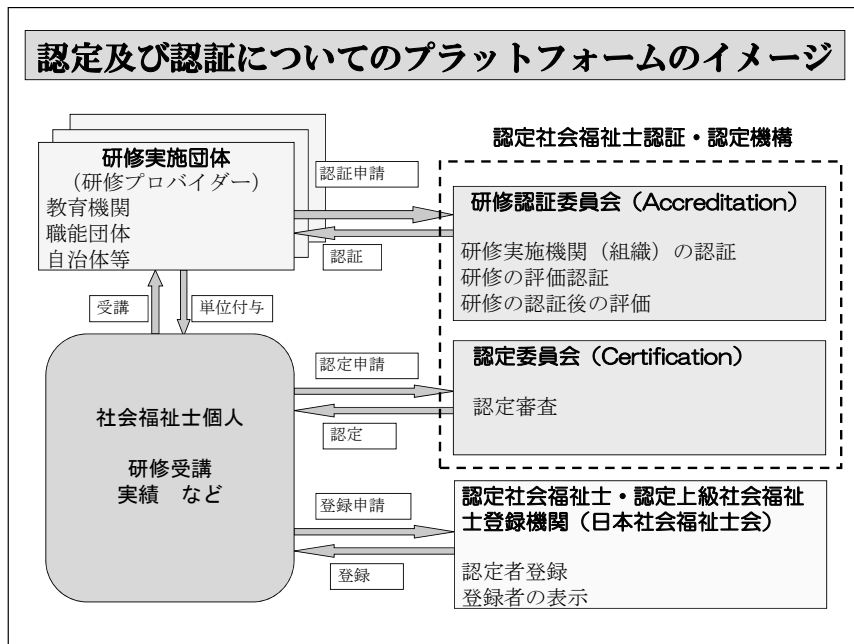 認定及び認証についてのプラットフォームのイメージ
認定社会福祉士認証・認定機構
研修実施団体
(研修プロバイダー)
教育機関
職能団体
自治体等
認証申請
認証
研修認証委員会(Accreditation)
研修実施機関(組織)の認証
研修の評価認証
研修の認証後の評価
受講
単位付与
社会福祉士個人
研修受講
実績 など
認定申請
認定
認定委員会(Certification)
認定審査
登録申請
登録
認定社会福祉士・認定上級社会福祉
士登録機関(日本社会福祉士会)
認定者登録
登録者の表示